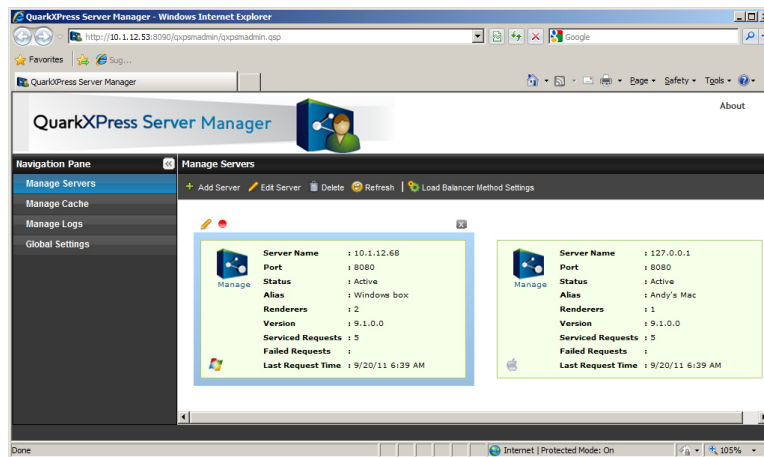 QuarkXPress Server Manager - Windows Internet Explorer
http://10.1.12.53:8090/qxpsmadmin/qxpsmadmin.qsp
Google
Favorites Sug...
QuarkXPress Server Manager
Page Safety Tools
About
QuarkXPress Server Manager
Navigation Pane
Manage Servers
Manage Cache
Manage Logs
Global Settings
Manage Servers
Add Server Edit Server Delete Refresh Load Balancer Method Settings
Manage
Server Name : 10.1.12.68
Port : 8080
Status : Active
Alias : Windows box
Renderers : 2
Version : 9.1.0.0
Serviced Requests : 5
Failed Requests :
Last Request Time : 9/20/11 6:39 AM
Manage
Server Name : 127.0.0.1
Port : 8080
Status : Active
Alias : Andy's Mac
Renderers : 1
Version : 9.1.0.0
Serviced Requests : 5
Failed Requests :
Last Request Time : 9/20/11 6:39 AM
Done
Internet | Protected Mode: On
105%